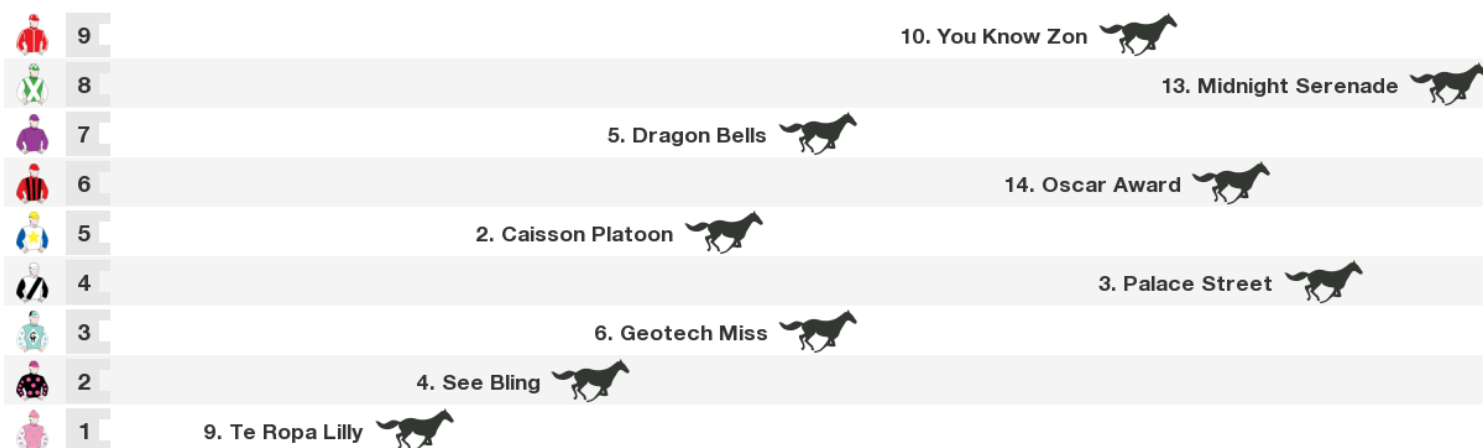 9 10. You Know Zon
8 13. Midnight Serenade
7 5. Dragon Bells
6 14. Oscar Award
5 2. Caisson Platoon
4 3. Palace Street
3 6. Geotech Miss
2 4. See Bling
1 9. Te Ropa Lilly